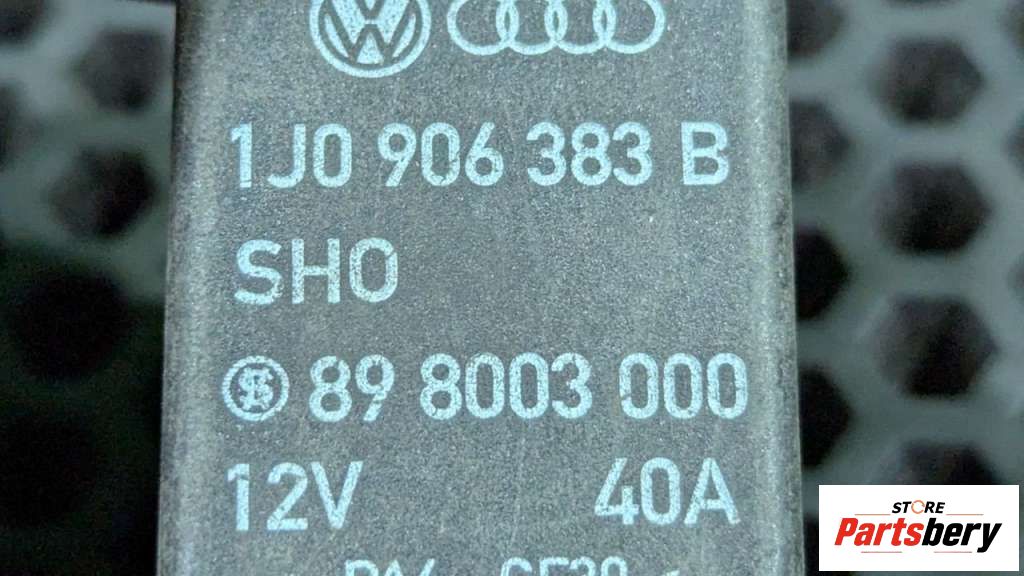 1J0 906 383 B
SHO
89 8003 000
12V 40A
STORE
Partsbery